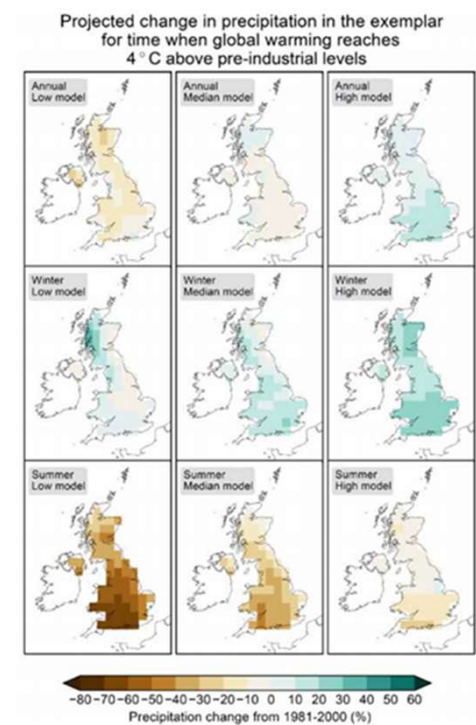 Projected change in precipitation in the exemplar
for time when global warming reaches
4°C above pre-industrial levels
Annual
Low model
Annual
Median Model
Annual
High model
Winter
Low model
Winter
Median model
Winter
High model
Summer
Low model
Summer
Median model
Summer
High model
−80 −70 −60 −50 −40 −30 −20 −10 0 10 20 30 40 50 60
Precipitation change from 1981-2000 (%)